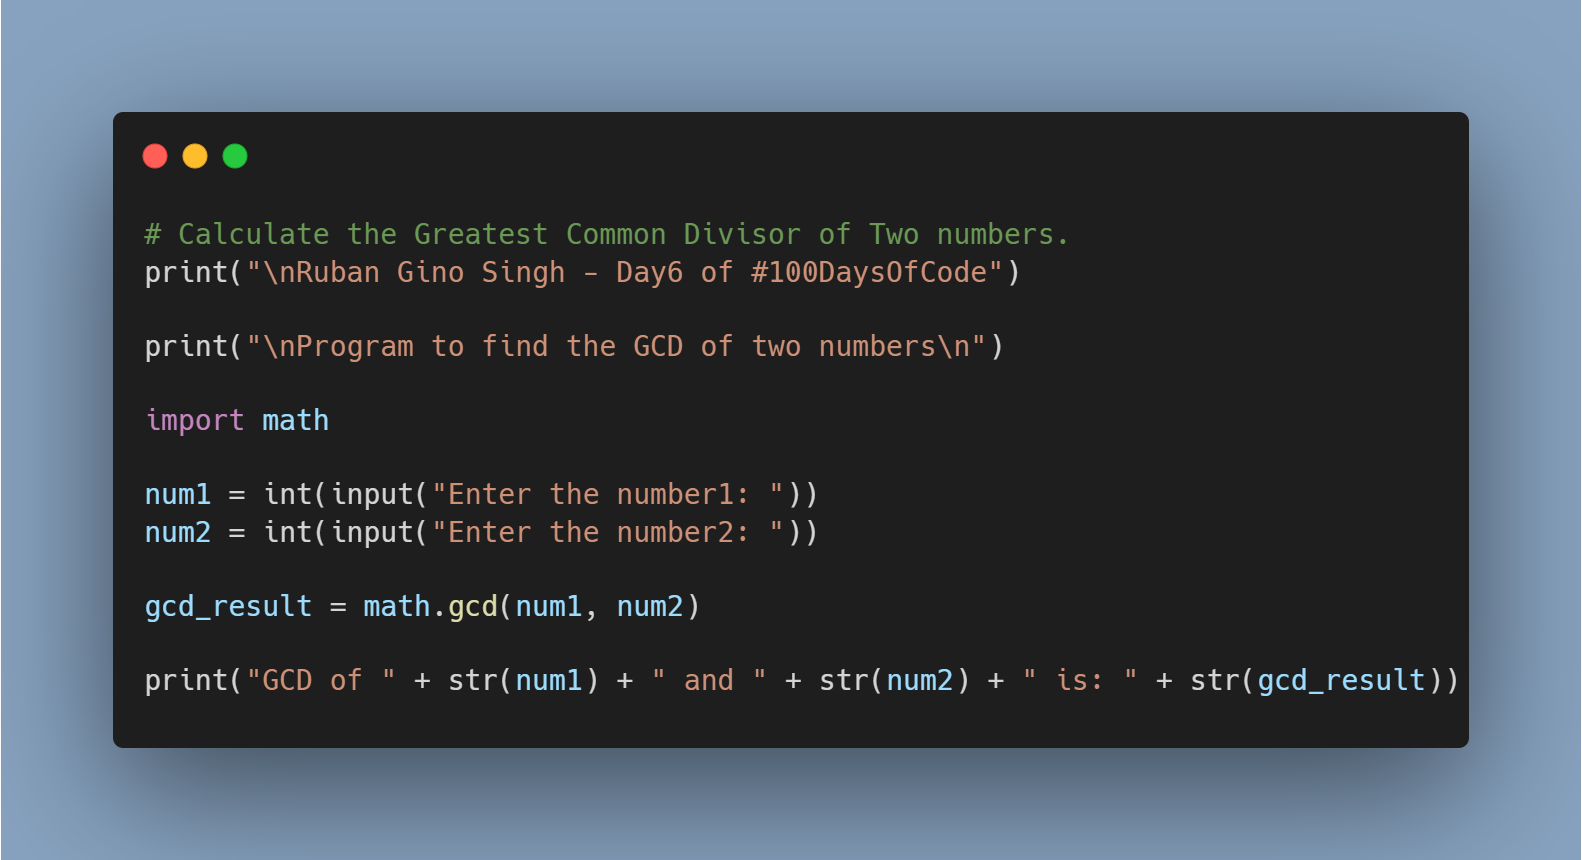 # Calculate the Greatest Common Divisor of Two numbers.
print("\nRuban Gino Singh - Day6 of #100DaysOfCode")
print("\nProgram to find the GCD of two numbers\n")
import math
num1 = int(input("Enter the number1: "))
num2 = int(input("Enter the number2: "))
gcd_result = math.gcd(num1, num2)
print("GCD of " + str(num1) + " and " + str(num2) + " is: " + str(gcd_result))